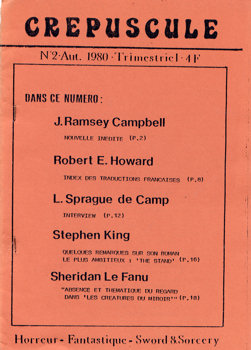 CREPUSCULE
N°2·Aut. 1980·Trimestriel·4F
DANS CE NUMERO:
J.Ramsey Campbell
NOUVELLE INEDITE (P.2)
Robert E. Howard
INDEX DES TRADUCTIONS FRANCAISES (P.8)
L. Sprague de Camp
INTERVIEW (P.12)
Stephen King
QUELQUES REMARQUES SUR SON ROMAN
LE PLUS AMBITIEUX : 'THE STAND' (P.16)
Sheridan Le Fanu
"ABSENCE ET THEMATIQUE DU REGARD
DANS 'LES CREATURES DU MIROIR'" (P.18)
Horreur - Fantastique - Sword&Sorcery